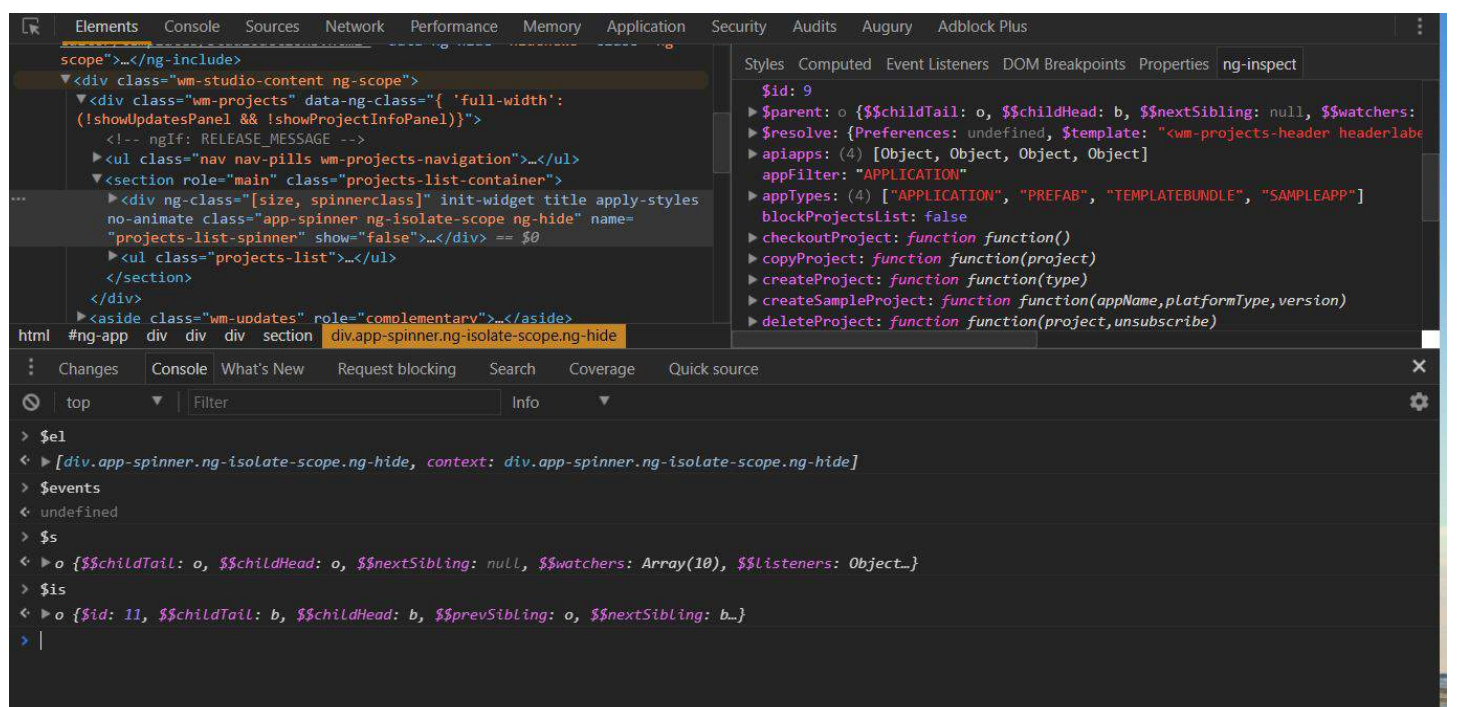 Elements Console Sources Network Performance Memory Application Security Audits Augury Adblock Plus
scope">…</ng-include>
▼<div class="wm-studio-content ng-scope">
▼<div class="wm-projects" data-ng-class="{ 'full-width':
(!showUpdatesPanel && !showProjectInfoPanel)}">
<!-- ngIf: RELEASE_MESSAGE -->
▶<ul class="nav nav-pills wm-projects-navigation">…</ul>
▼<section role="main" class="projects-list-container">
▶<div ng-class="[size, spinnerclass]" init-widget title apply-styles
no-animate class="app-spinner ng-isolate-scope ng-hide" name=
"projects-list-spinner" show="false">…</div> == $0
▶<ul class="projects-list">…</ul>
</section>
</div>
▶<aside class="wm-updates" role="complementary">…</aside>
html #ng-app div div div section div.app-spinner.ng-isolate-scope.ng-hide
Styles Computed Event Listeners DOM Breakpoints Properties ng-inspect
$id: 9
▶$parent: o {$$childTail: o, $$childHead: b, $$nextSibling: null, $$watchers:
▶$resolve: {Preferences: undefined, $template: "<wm-projects-header headerlabe
▶apiapps: (4) [Object, Object, Object, Object]
appFilter: "APPLICATION"
▶appTypes: (4) ["APPLICATION", "PREFAB", "TEMPLATEBUNDLE", "SAMPLEAPP"]
blockProjectsList: false
▶checkoutProject: function function()
▶copyProject: function function(project)
▶createProject: function function(type)
▶createSampleProject: function function(appName,platformType,version)
▶deleteProject: function function(project,unsubscribe)
Changes Console What's New Request blocking Search Coverage Quick source
top ▼ Filter Info ▼
> $el
▶[div.app-spinner.ng-isolate-scope.ng-hide, context: div.app-spinner.ng-isolate-scope.ng-hide]
> $events
undefined
> $s
▶o {$$childTail: o, $$childHead: o, $$nextSibling: null, $$watchers: Array(10), $$listeners: Object…}
> $is
▶o {$id: 11, $$childTail: b, $$childHead: b, $$prevSibling: o, $$nextSibling: b…}
>